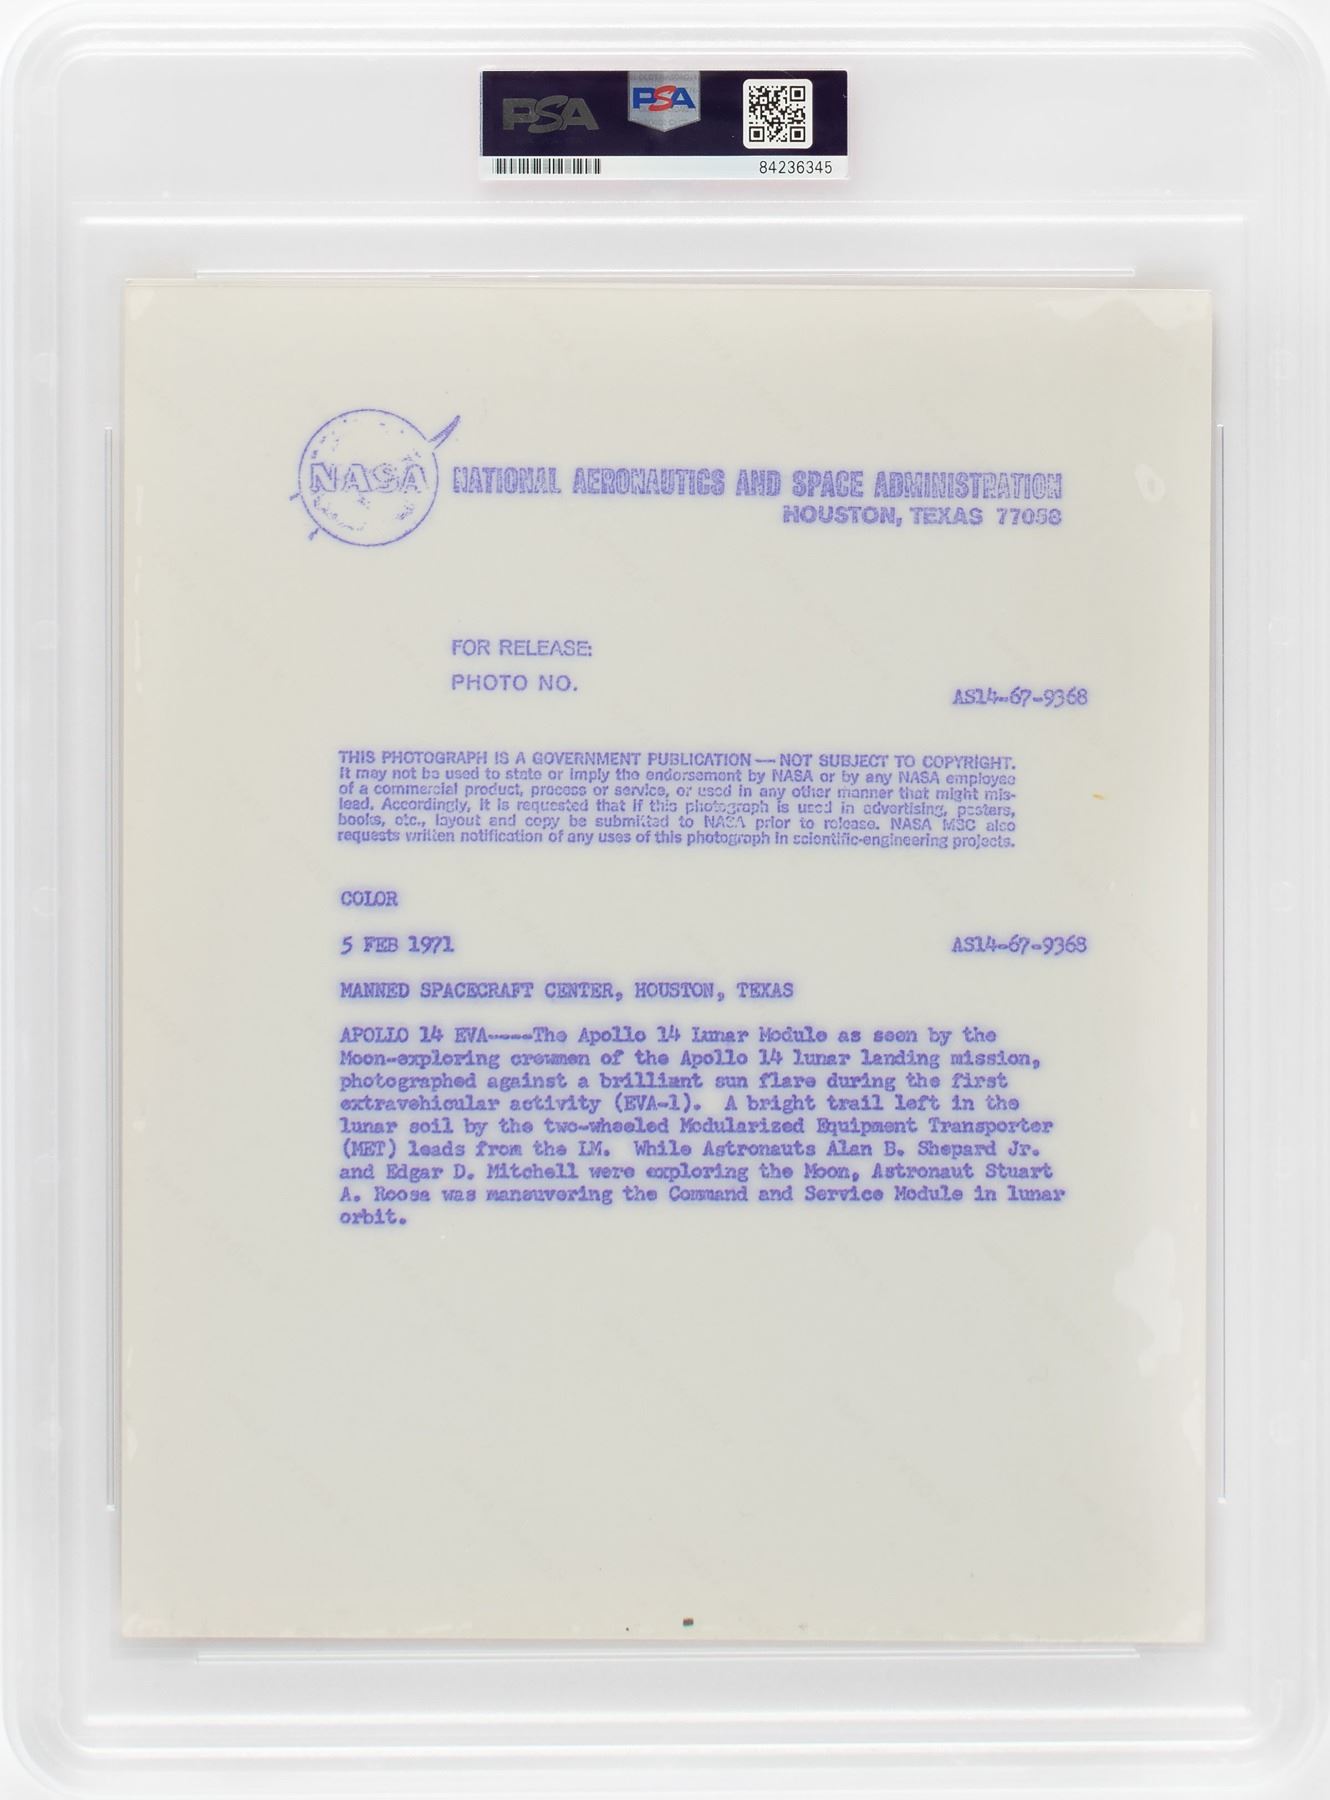 PSA
PSA
84236345
NASA
NATIONAL AERONAUTICS AND SPACE ADMINISTRATION
HOUSTON, TEXAS 77058
FOR RELEASE:
PHOTO NO.
AS14-67-9368
THIS PHOTOGRAPH IS A GOVERNMENT PUBLICATION — NOT SUBJECT TO COPYRIGHT.
It may not be used to state or imply the endorsement by NASA or by any NASA employee
of a commercial product, process or service, or used in any other manner that might mis-
lead. Accordingly, it is requested that if this photograph is used in advertising, posters,
books, etc., layout and copy be submitted to NASA prior to release. NASA MSC also
requests written notification of any uses of this photograph in scientific-engineering projects.
COLOR
5 FEB 1971 AS14-67-9368
MANNED SPACECRAFT CENTER, HOUSTON, TEXAS
APOLLO 14 EVA-----The Apollo 14 Lunar Module as seen by the
Moon-exploring crewmen of the Apollo 14 lunar landing mission,
photographed against a brilliant sun flare during the first
extravehicular activity (EVA-1).  A bright trail left in the
lunar soil by the two-wheeled Modularized Equipment Transporter
(MET) leads from the LM.  While Astronauts Alan B. Shepard Jr.
and Edgar D. Mitchell were exploring the Moon, Astronaut Stuart
A. Roosa was maneuvering the Command and Service Module in lunar
orbit.